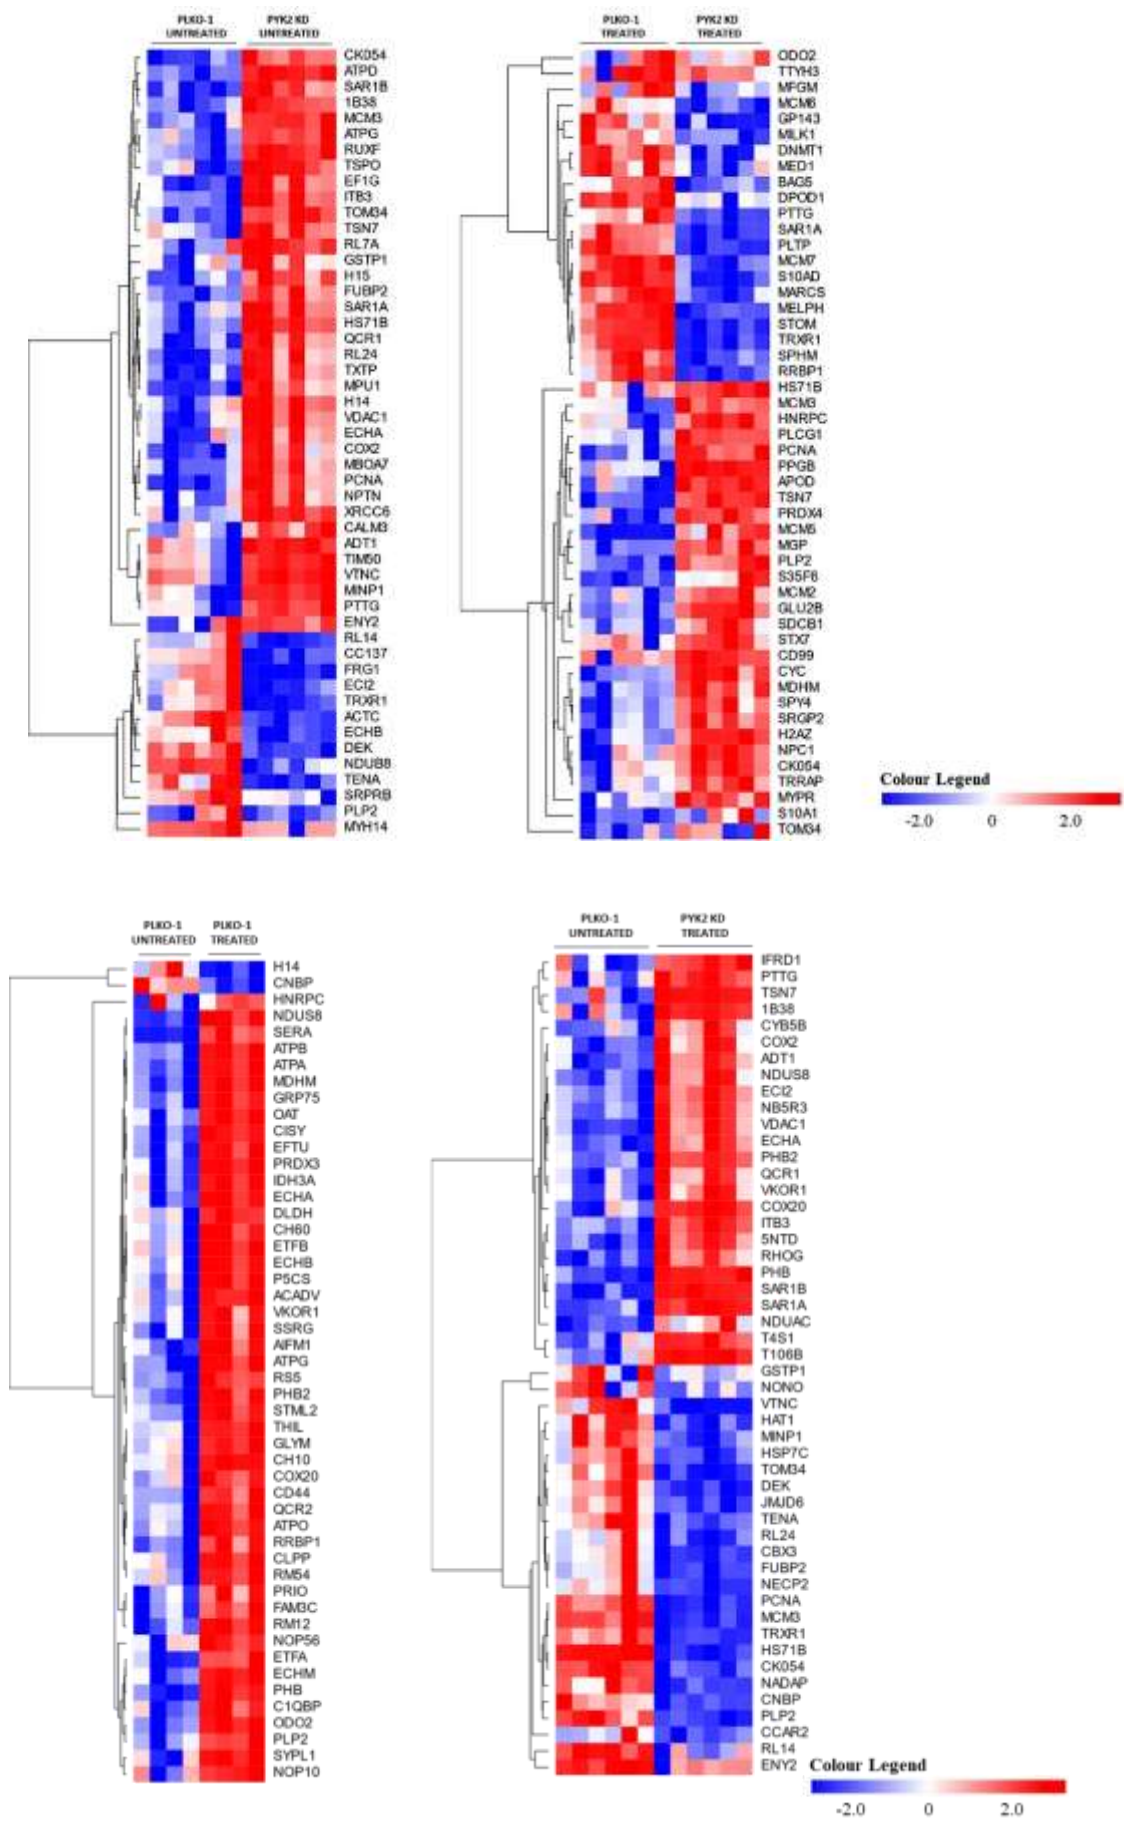 PLKO-1 UNTREATED
PYK2 KD UNTREATED
CK054
ATPD
SAR1B
1B38
MCM3
ATPG
RUXF
TSPO
EF1G
ITB3
TOM34
TSN7
RL7A
GSTP1
H15
FUBP2
SAR1A
HS71B
QCR1
RL24
TXTP
MPU1
H14
VDAC1
ECHA
COX2
MBOA7
PCNA
NPTN
XRCC6
CALM3
ADT1
TIM50
VTNC
MINP1
PTTG
ENY2
RL14
CC137
FRG1
ECI2
TRXR1
ACTC
ECHB
DEK
NDUB8
TENA
SRPRB
PLP2
MYH14
PLKO-1 TREATED
PYK2 KD TREATED
ODO2
TTYH3
MFGM
MCM6
GP143
MILK1
DNMT1
MED1
BAG5
DPOD1
PTTG
SAR1A
PLTP
MCM7
S10AD
MARCS
MELPH
STOM
TRXR1
SPHM
RRBP1
HS71B
MCM3
HNRPC
PLCG1
PCNA
PPGB
APOD
TSN7
PRDX4
MCM5
MGP
PLP2
S35F6
MCM2
GLU2B
SDCB1
STX7
CD99
CYC
MDHM
SPY4
SRGP2
H2AZ
NPC1
CK054
TRRAP
MYPR
S10A1
TOM34
Colour Legend
-2.0 0 2.0
PLKO-1 UNTREATED
PLKO-1 TREATED
H14
CNBP
HNRPC
NDUS8
SERA
ATPB
ATPA
MDHM
GRP75
OAT
CISY
EFTU
PRDX3
IDH3A
ECHA
DLDH
CH60
ETFB
ECHB
P5CS
ACADV
VKOR1
SSRG
AIFM1
ATPG
RS5
PHB2
STML2
THIL
GLYM
CH10
COX20
CD44
QCR2
ATPO
RRBP1
CLPP
RM54
PRIO
FAM3C
RM12
NOP56
ETFA
ECHM
PHB
C1QBP
ODO2
PLP2
SYPL1
NOP10
PLKO-1 UNTREATED
PYK2 KD TREATED
IFRD1
PTTG
TSN7
1B38
CYB5B
COX2
ADT1
NDUS8
ECI2
NB5R3
VDAC1
ECHA
PHB2
QCR1
VKOR1
COX20
ITB3
5NTD
RHOG
PHB
SAR1B
SAR1A
NDUAC
T4S1
T106B
GSTP1
NONO
VTNC
HAT1
MINP1
HSP7C
TOM34
DEK
JMJD6
TENA
RL24
CBX3
FUBP2
NECP2
PCNA
MCM3
TRXR1
HS71B
CK054
NADAP
CNBP
PLP2
CCAR2
RL14
ENY2
Colour Legend
-2.0 0 2.0